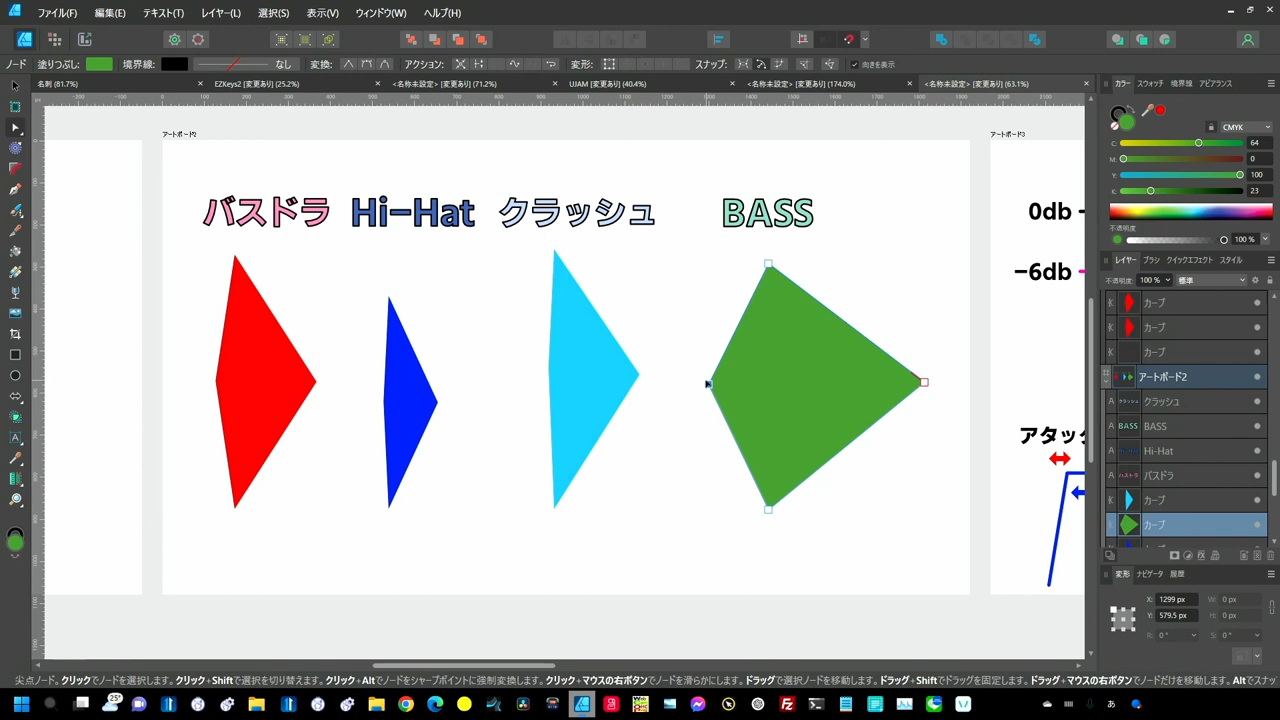 ファイル(F) 編集(E) テキスト(T) レイヤー(L) 選択(S) 表示(V) ウィンドウ(W) ヘルプ(H)
ノード 塗りつぶし: 境界線: なし 変換: アクション: 変形: スナップ: 向きを表示
名刺 (81.7%) EZKeys2 [変更あり] (25.2%) <名称未設定> [変更あり] (71.2%) UJAM [変更あり] (40.4%) <名称未設定> [変更あり] (174.0%) <名称未設定> [変更あり] (63.1%)
アートボード2
アートボード3
バスドラ Hi-Hat クラッシュ BASS
0db
-6db
アタック
カラー スウォッチ 境界線 アピアランス
CMYK
C: 64
M: 0
Y: 100
K: 23
不透明度
100 %
レイヤー ブラシ クイックエフェクト スタイル
不透明度: 100 % 標準
カーブ
カーブ
カーブ
アートボード2
クラッシュ
BASS
Hi-Hat
バスドラ
カーブ
カーブ
変形 ナビゲータ 履歴
X: 1299 px W: 0 px
Y: 579.5 px H: 0 px
R: 0 ° S: 0 °
尖点ノード。クリックでノードを選択します。クリック+Shiftで選択を切り替えます。クリック+Altでノードをシャープポイントに強制変換します。クリック+マウスの右ボタンでノードを滑らかにします。ドラッグで選択ノードを移動します。ドラッグ+Shiftでドラッグを固定します。ドラッグ+マウスの右ボタンでノードだけを移動します。Altでスナッ
25°
あ